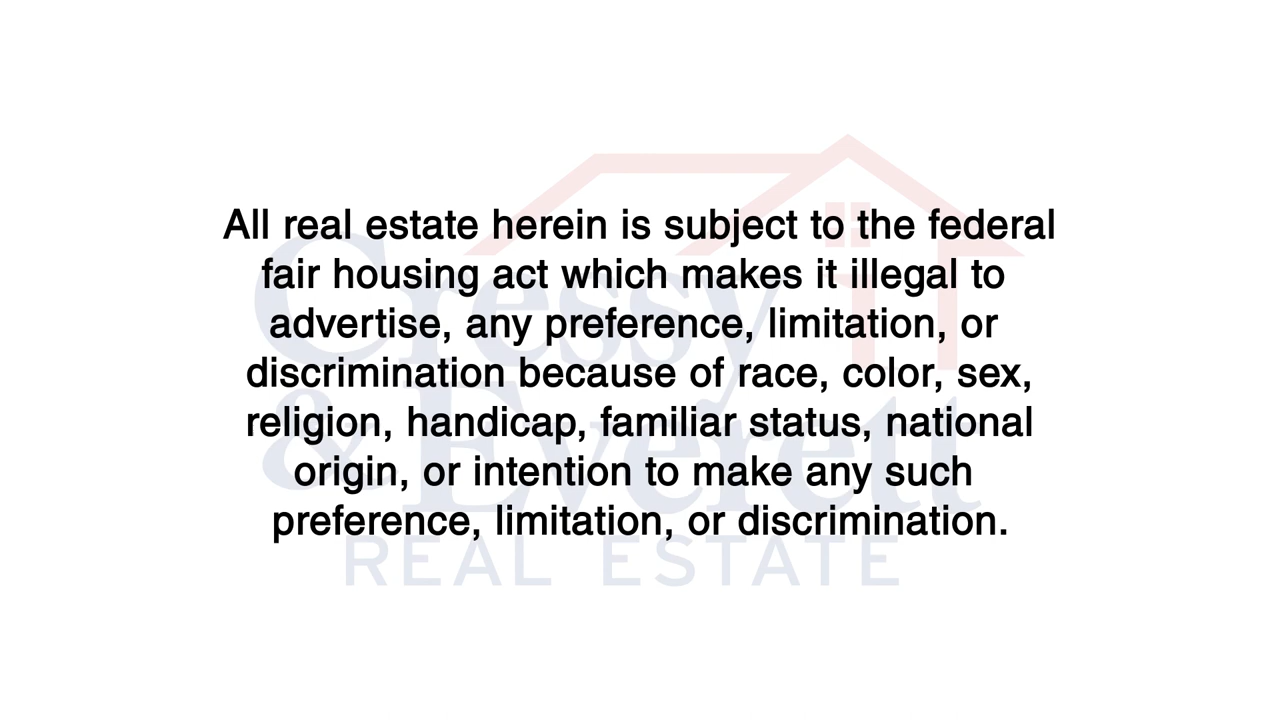 All real estate herein is subject to the federal
fair housing act which makes it illegal to
advertise, any preference, limitation, or
discrimination because of race, color, sex,
religion, handicap, familiar status, national
origin, or intention to make any such
preference, limitation, or discrimination.
Cressy
& Everett
REAL ESTATE